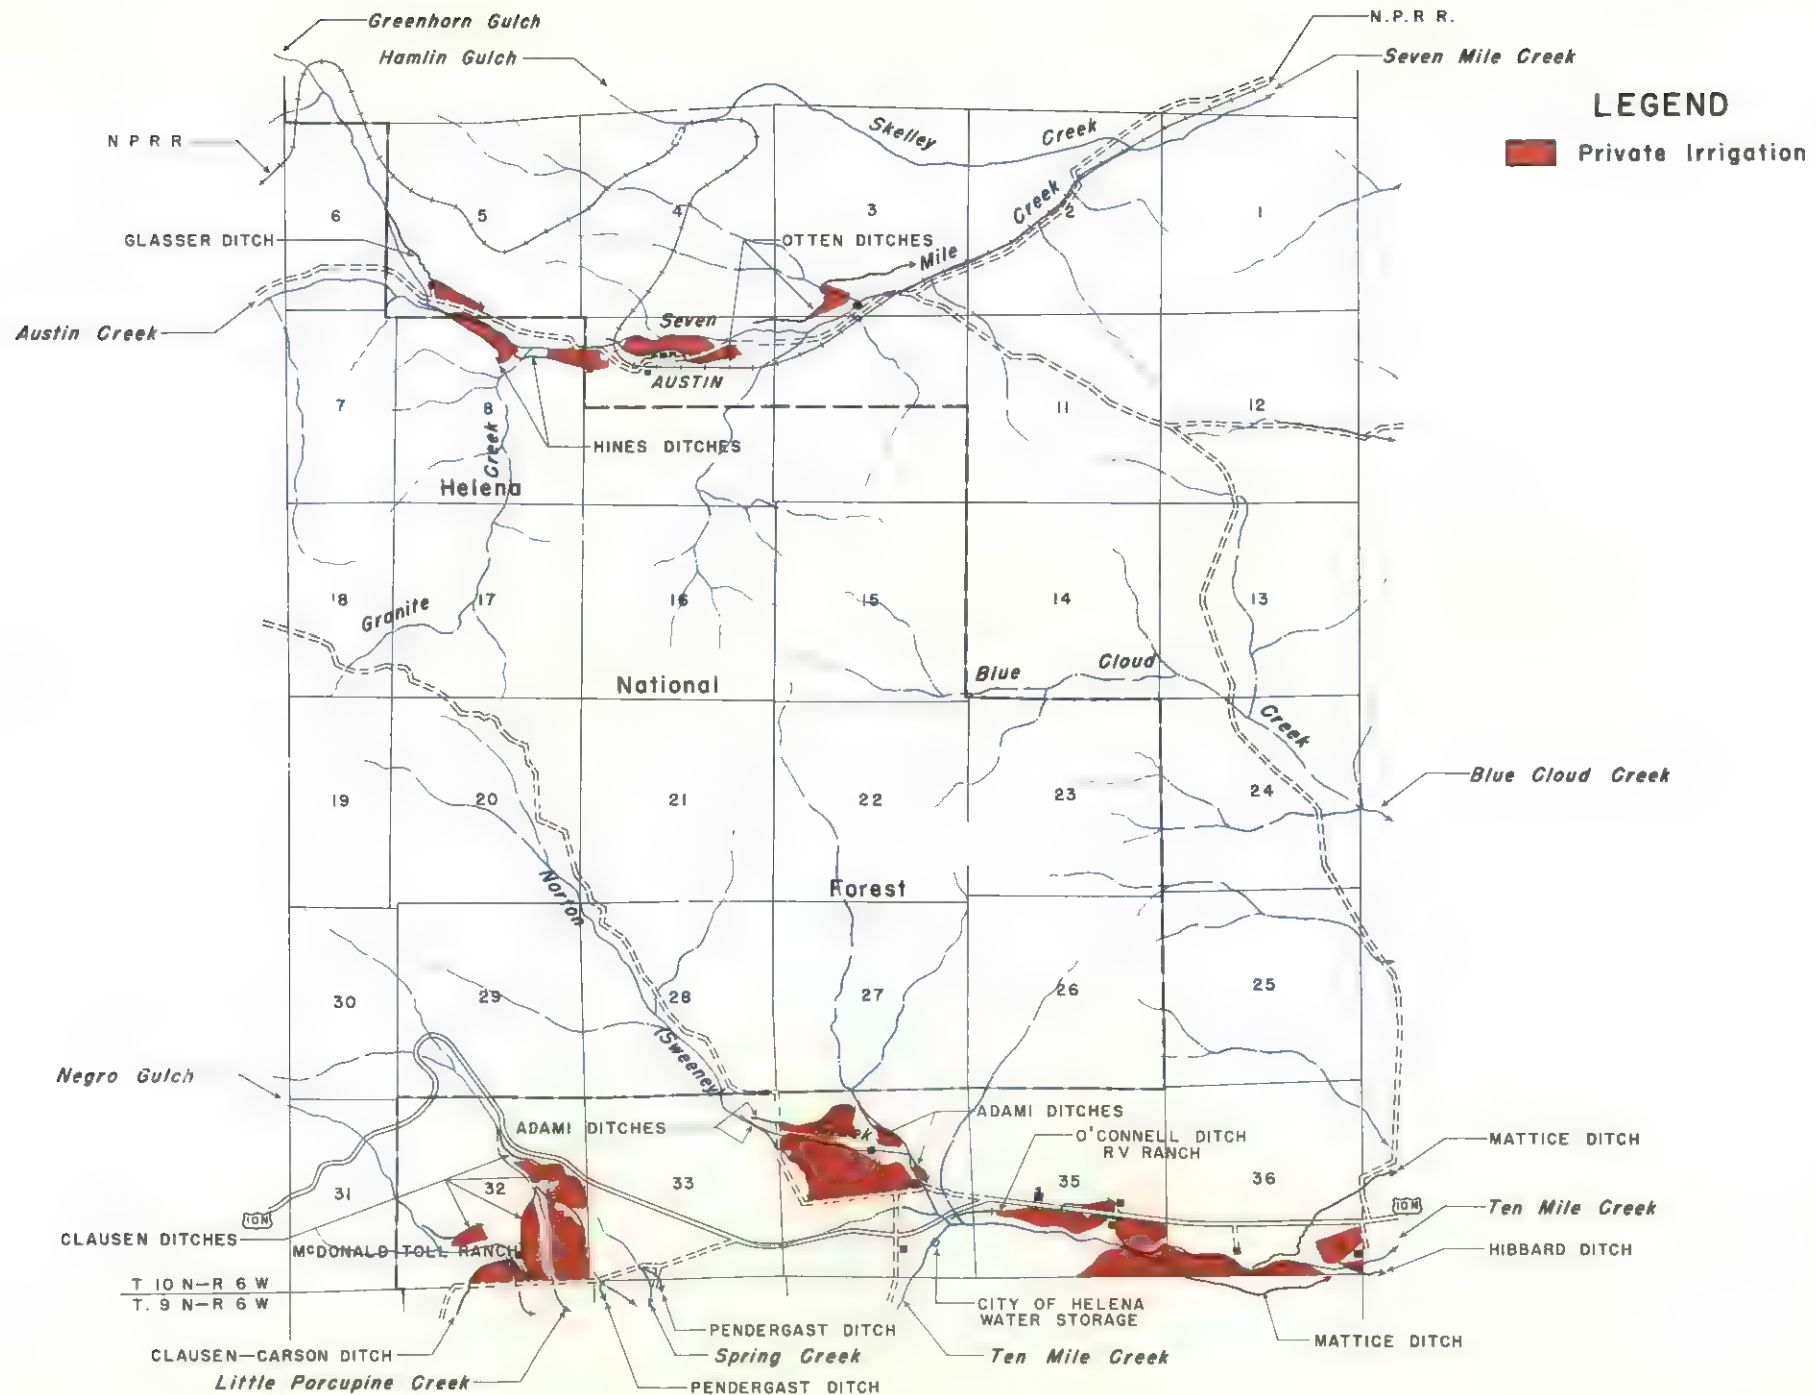 Greenhorn Gulch
Hamlin Gulch
N.P.R R.
Seven Mile Creek
LEGEND
Private Irrigation
N P R R
Skelley Creek
6
5
4
3
2
1
GLASSER DITCH
OTTEN DITCHES
Seven Mile Creek
Austin Creek
AUSTIN
7
8
11
12
HINES DITCHES
Helena
18
17
16
15
14
13
Granite Creek
National
Blue Cloud Creek
19
20
21
22
23
24
Blue Cloud Creek
Forest
Norton
30
29
28
27
26
25
(Sweeney)
Negro Gulch
ADAMI DITCHES
ADAMI DITCHES
O'CONNELL DITCH
RV RANCH
MATTICE DITCH
31
32
33
35
36
10N
10N
Ten Mile Creek
CLAUSEN DITCHES
McDONALD TOLL RANCH
HIBBARD DITCH
T. 10 N–R 6 W
T. 9 N–R 6 W
CITY OF HELENA
WATER STORAGE
PENDERGAST DITCH
MATTICE DITCH
CLAUSEN–CARSON DITCH
Spring Creek
Ten Mile Creek
Little Porcupine Creek
PENDERGAST DITCH